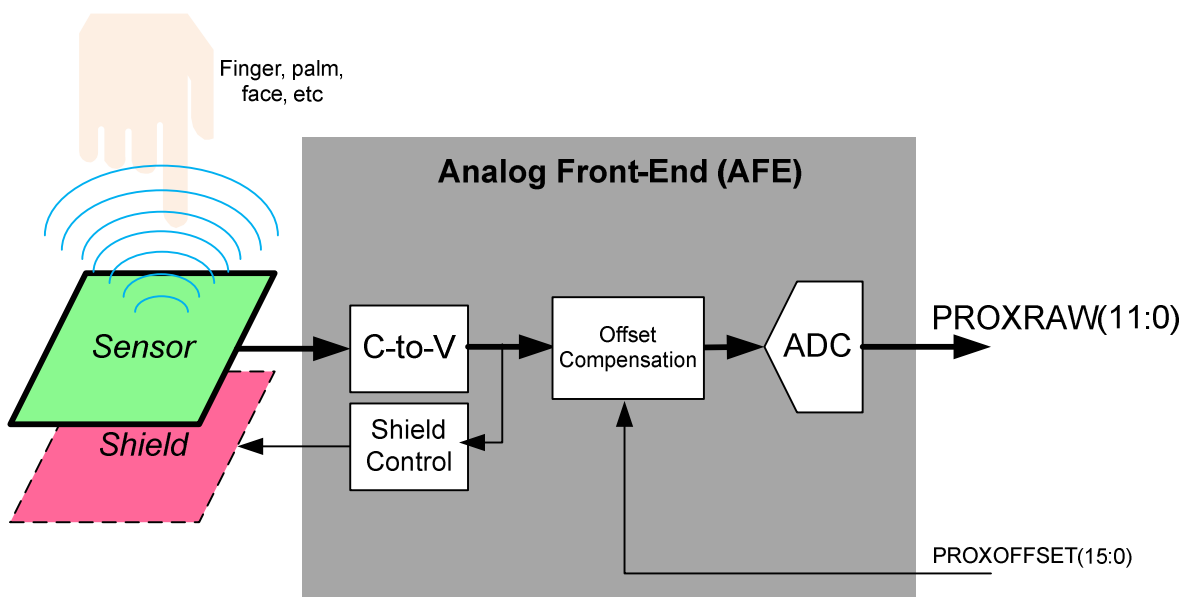 Finger, palm,
face, etc
Analog Front-End (AFE)
Sensor
C-to-V
Offset
Compensation
ADC
PROXRAW(11:0)
Shield
Shield
Control
PROXOFFSET(15:0)